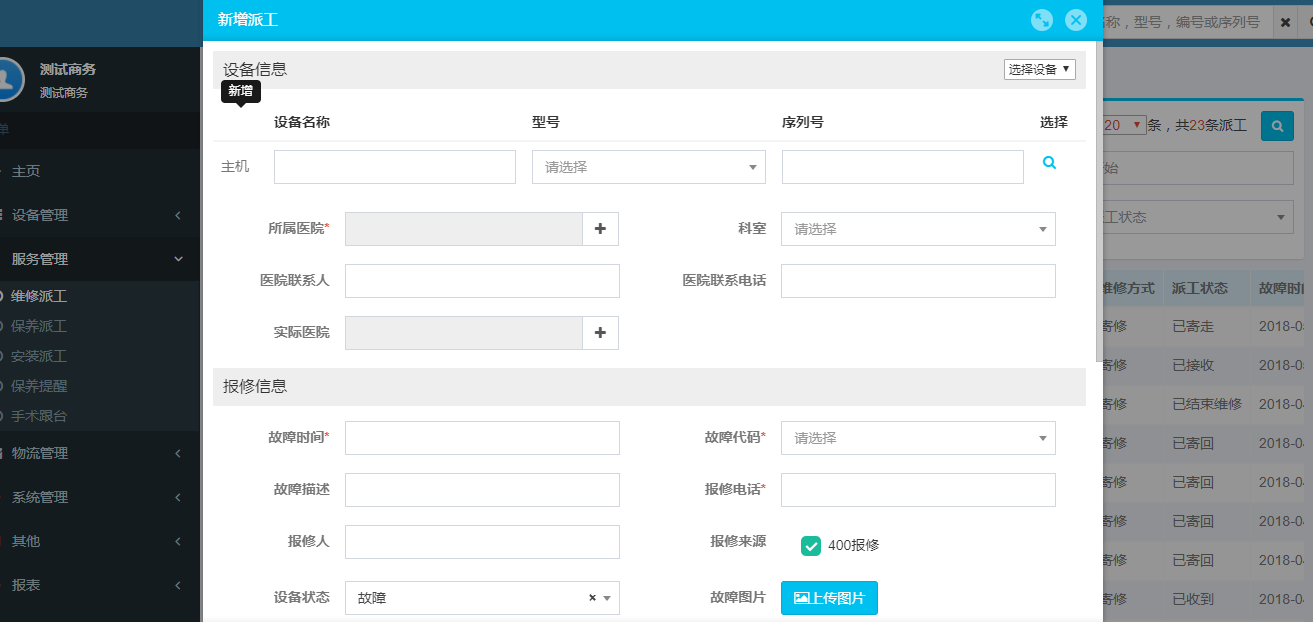 新增派工
称，型号，编号或序列号
测试商务
测试商务
单
主页
设备管理
服务管理
维修派工
保养派工
安装派工
保养提醒
手术跟台
物流管理
系统管理
其他
报表
设备信息
选择设备
新增
设备名称 型号 序列号 选择
主机 请选择
所属医院* 科室 请选择
医院联系人 医院联系电话
实际医院
报修信息
故障时间* 故障代码* 请选择
故障描述 报修电话*
报修人 报修来源 400报修
设备状态 故障 故障图片 上传图片
20 条，共23条派工
始
工状态
维修方式 派工状态 故障时
寄修 已寄走 2018-0
寄修 已接收 2018-0
寄修 已结束维修 2018-0
寄修 已寄回 2018-0
寄修 已寄回 2018-0
寄修 已寄回 2018-0
寄修 已寄回 2018-0
寄修 已收到 2018-0